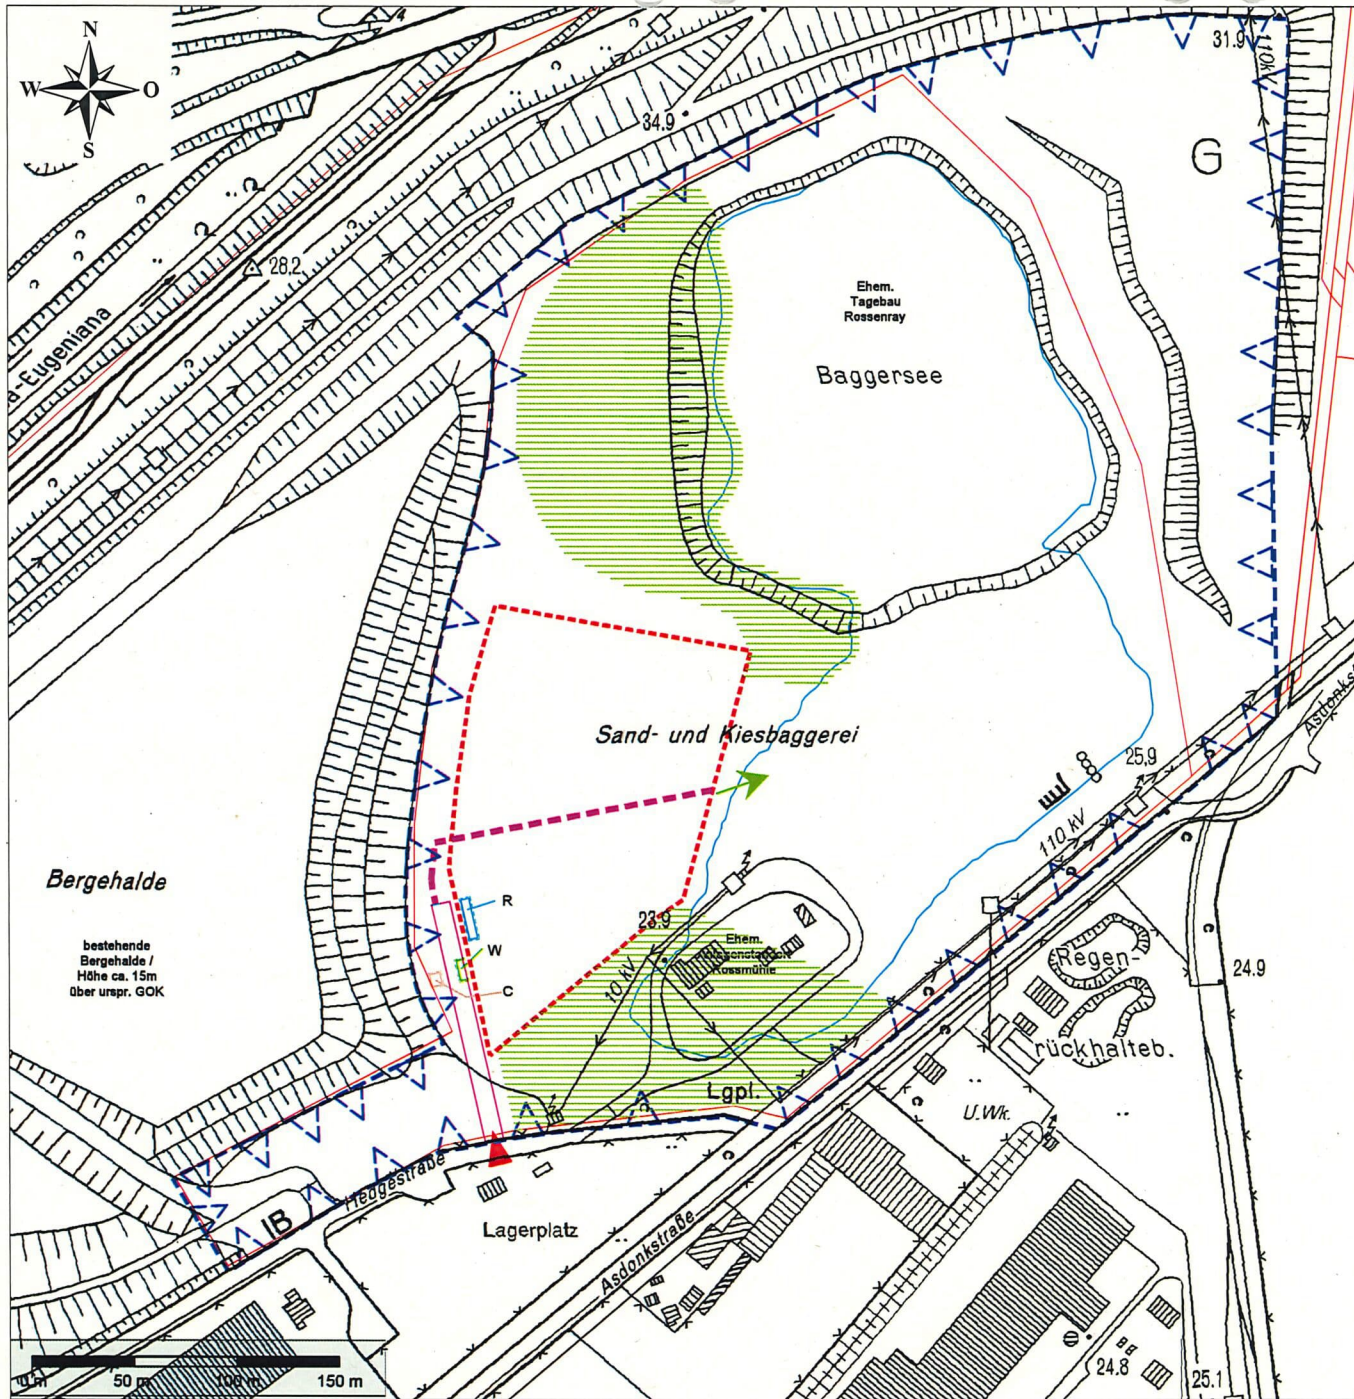 N
W
O
S
4
31.9
110kV
34.9
G
28,2
a-Eugeniana
Ehem.
Tagebau
Rossenray
Baggersee
Sand- und Kiesbaggerei
25,9
Asdonkst
110 kV
Bergehalde
bestehende
Bergehalde /
Höhe ca. 15m
über urspr. GOK
R
W
C
23.9
Ehem.
Rossmühle
10 kV
Regen-
rückhalteb.
24.9
Lgpl.
U.Wk.
Hedgestraße
IB
Lagerplatz
Asdonkstraße
0 m
50 m
100 m
150 m
24.8
25.1